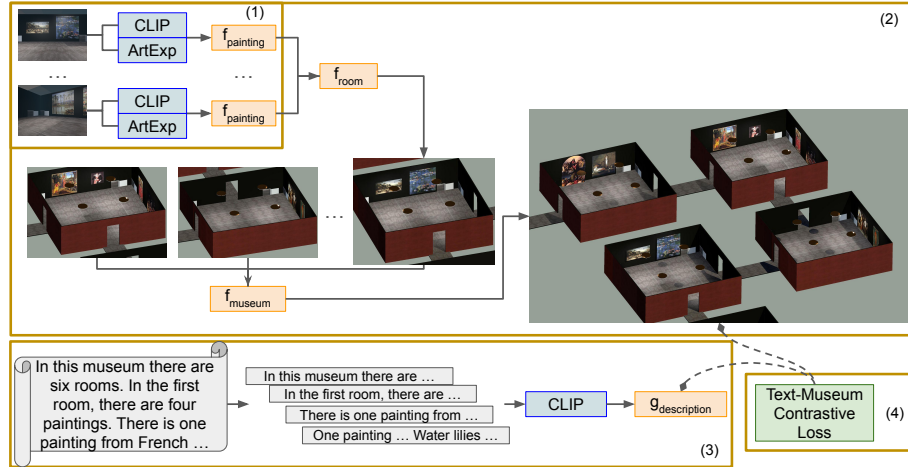 (1)
(2)
CLIP
ArtExp
f_painting
...
...
f_room
CLIP
ArtExp
f_painting
...
f_museum
In this museum there are
six rooms. In the first
room, there are four
paintings. There is one
painting from French ...
In this museum there are ...
In the first room, there are ...
There is one painting from ...
One painting ... Water lilies ...
CLIP
g_description
(3)
Text-Museum
Contrastive
Loss
(4)